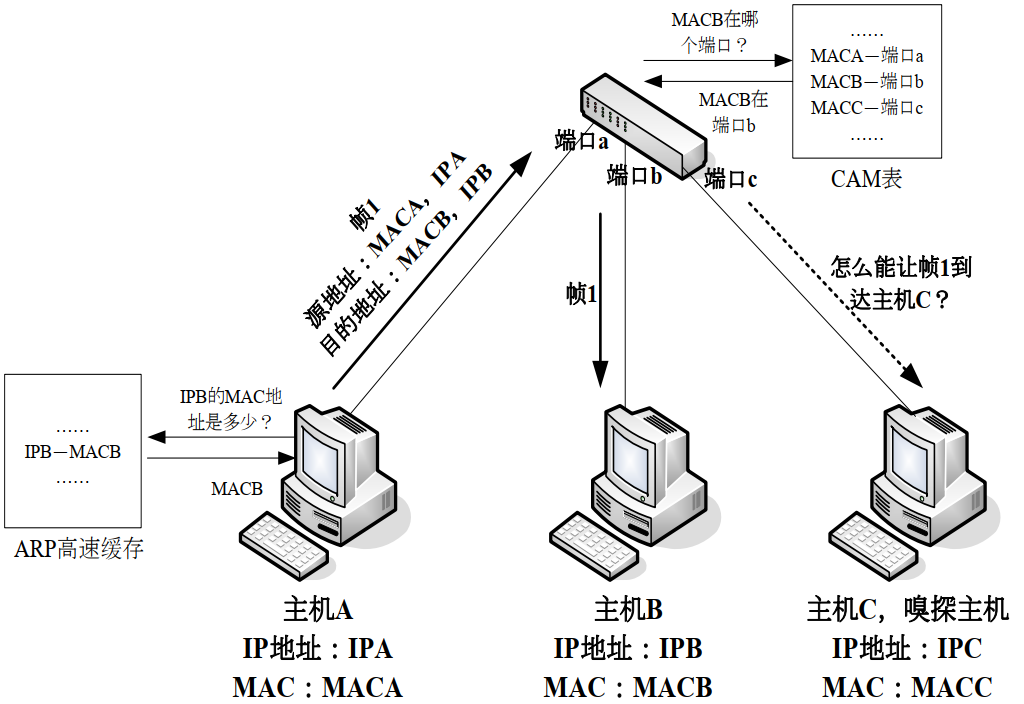 MACB在哪
个端口？
MACB在
端口b
……
MACA－端口a
MACB－端口b
MACC－端口c
……
CAM表
端口a
端口b
端口c
帧1
源地址：MACA，IPA
目的地址：MACB，IPB
帧1
怎么能让帧1到
达主机C？
……
IPB－MACB
……
ARP高速缓存
IPB的MAC地
址是多少？
MACB
主机A
IP地址：IPA
MAC：MACA
主机B
IP地址：IPB
MAC：MACB
主机C，嗅探主机
IP地址：IPC
MAC：MACC